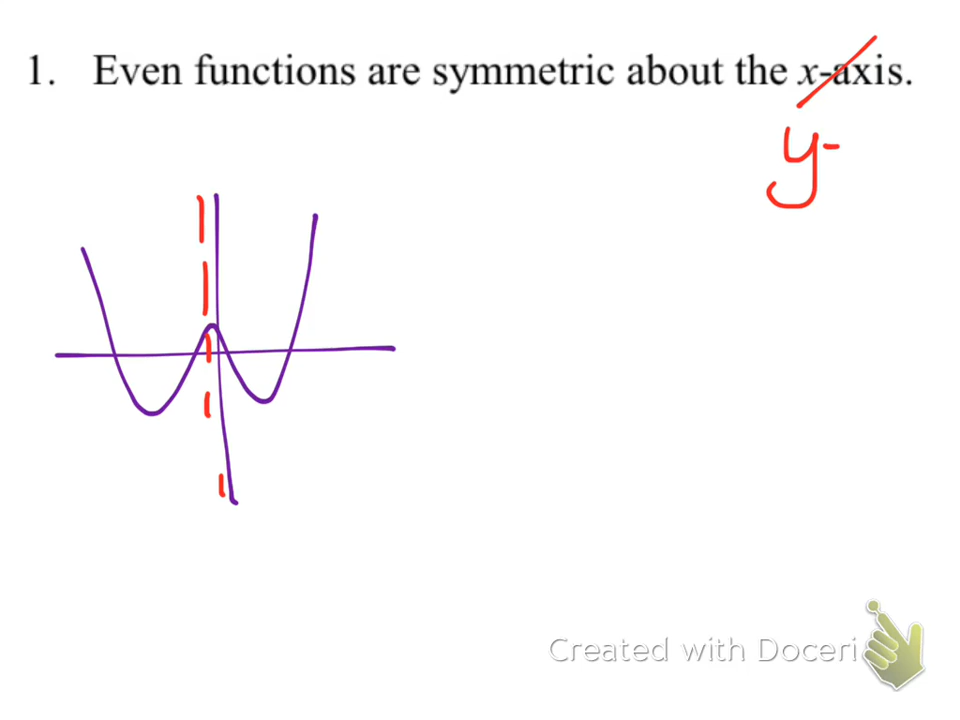 1. Even functions are symmetric about the x-axis.
y-
Created with Doceri